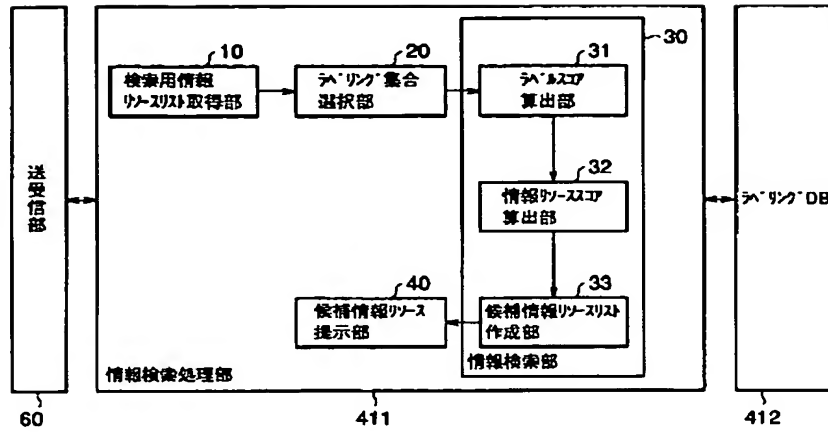 10
検索用情報
ﾘｿｰｽﾘｽﾄ取得部
20
ﾗﾍﾞﾘﾝｸﾞ集合
選択部
30
31
ﾗﾍﾞﾙｽｺｱ
算出部
32
情報ﾘｿｰｽｽｺｱ
算出部
33
候補情報ﾘｿｰｽﾘｽﾄ
作成部
40
候補情報ﾘｿｰｽ
提示部
情報検索部
情報検索処理部
送受信部
ﾗﾍﾞﾘﾝｸﾞDB
60
411
412